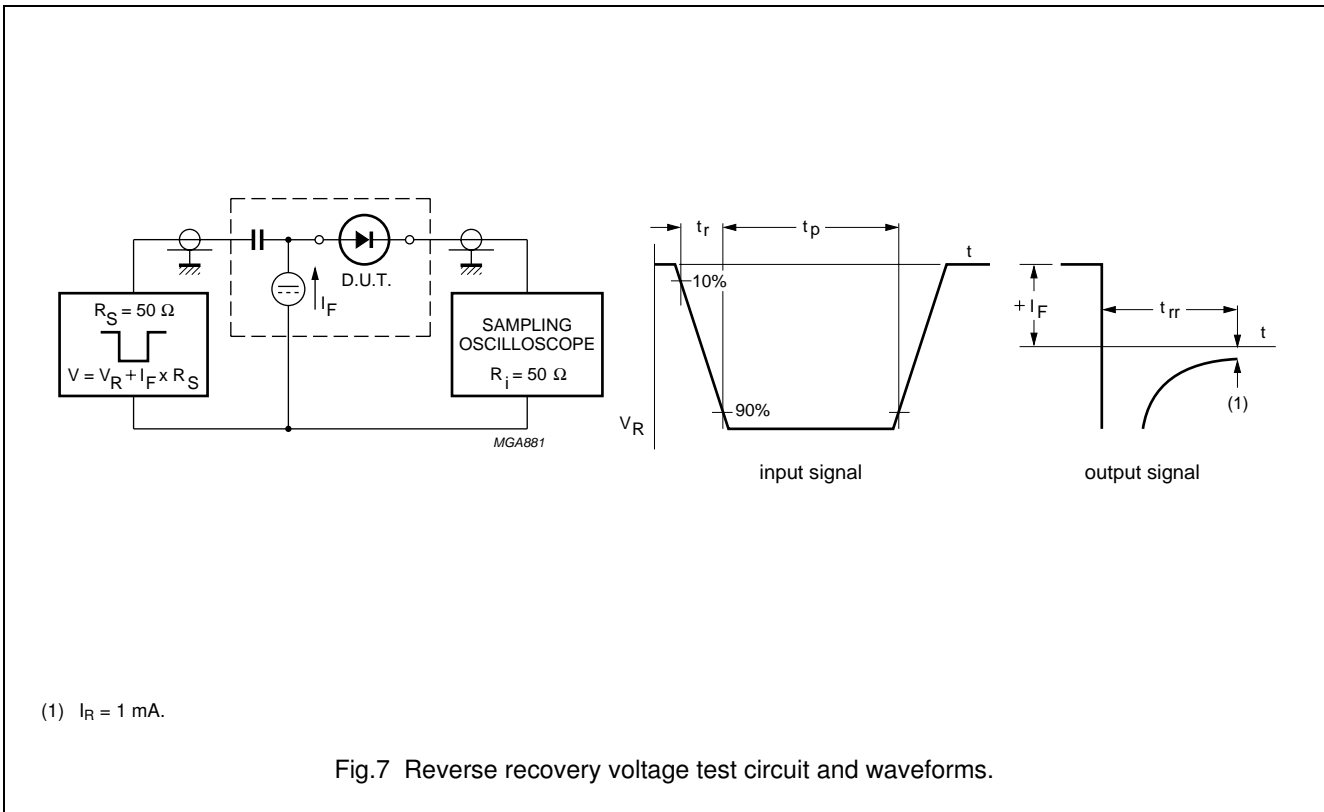 R_S = 50 Ω
V = V_R + I_F x R_S
I_F
D.U.T.
SAMPLING
OSCILLOSCOPE
R_i = 50 Ω
MGA881
t_r
t_p
t
10%
90%
V_R
input signal
+ I_F
t_rr
t
(1)
output signal
(1) I_R = 1 mA.
Fig.7 Reverse recovery voltage test circuit and waveforms.